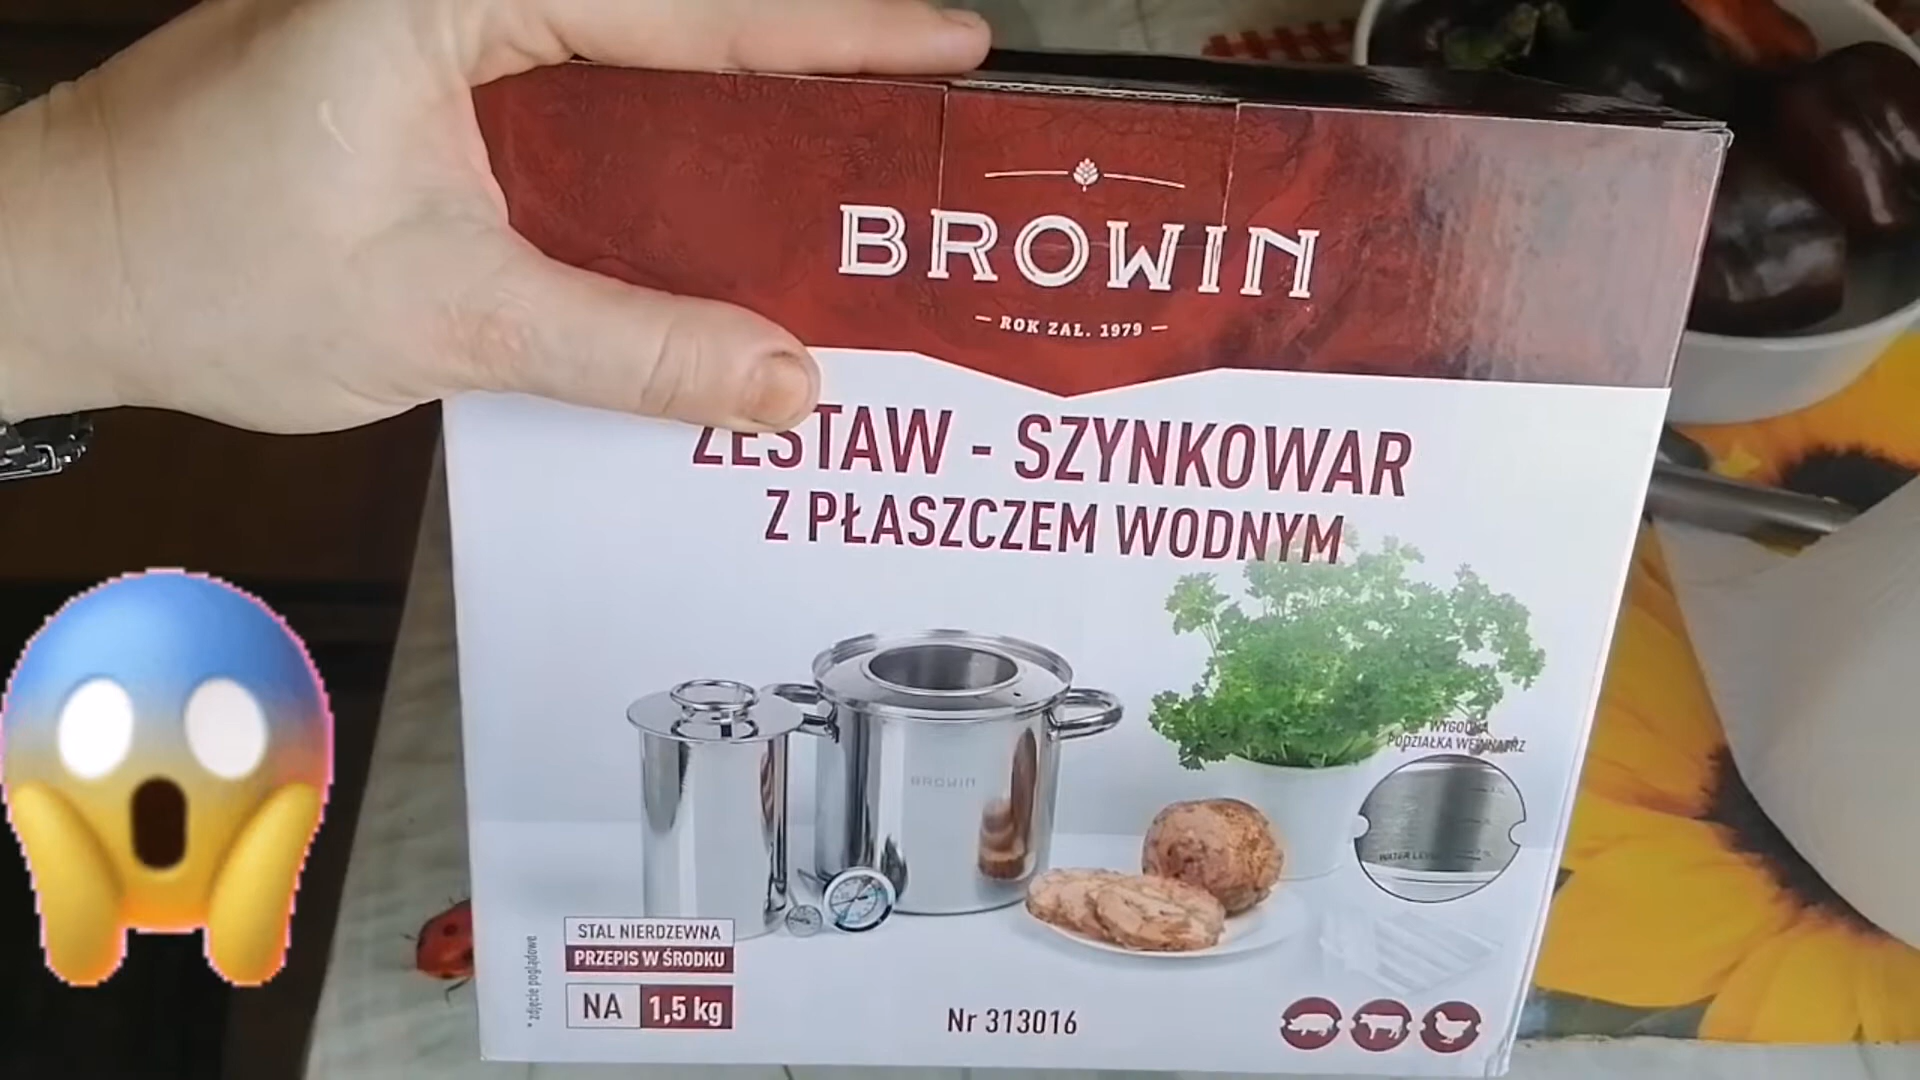 BROWIN
ROK ZAŁ. 1979
ZESTAW - SZYNKOWAR
Z PŁASZCZEM WODNYM
WYGODNA
PODZIAŁKA WEWNĄTRZ
BROWIN
WATER LEVEL
STAL NIERDZEWNA
PRZEPIS W ŚRODKU
NA 1,5 kg
* zdjęcie poglądowe
Nr 313016